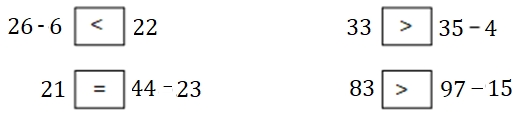 26 - 6 < 22 33 > 35 – 4
21 = 44 – 23 83 > 97 – 15